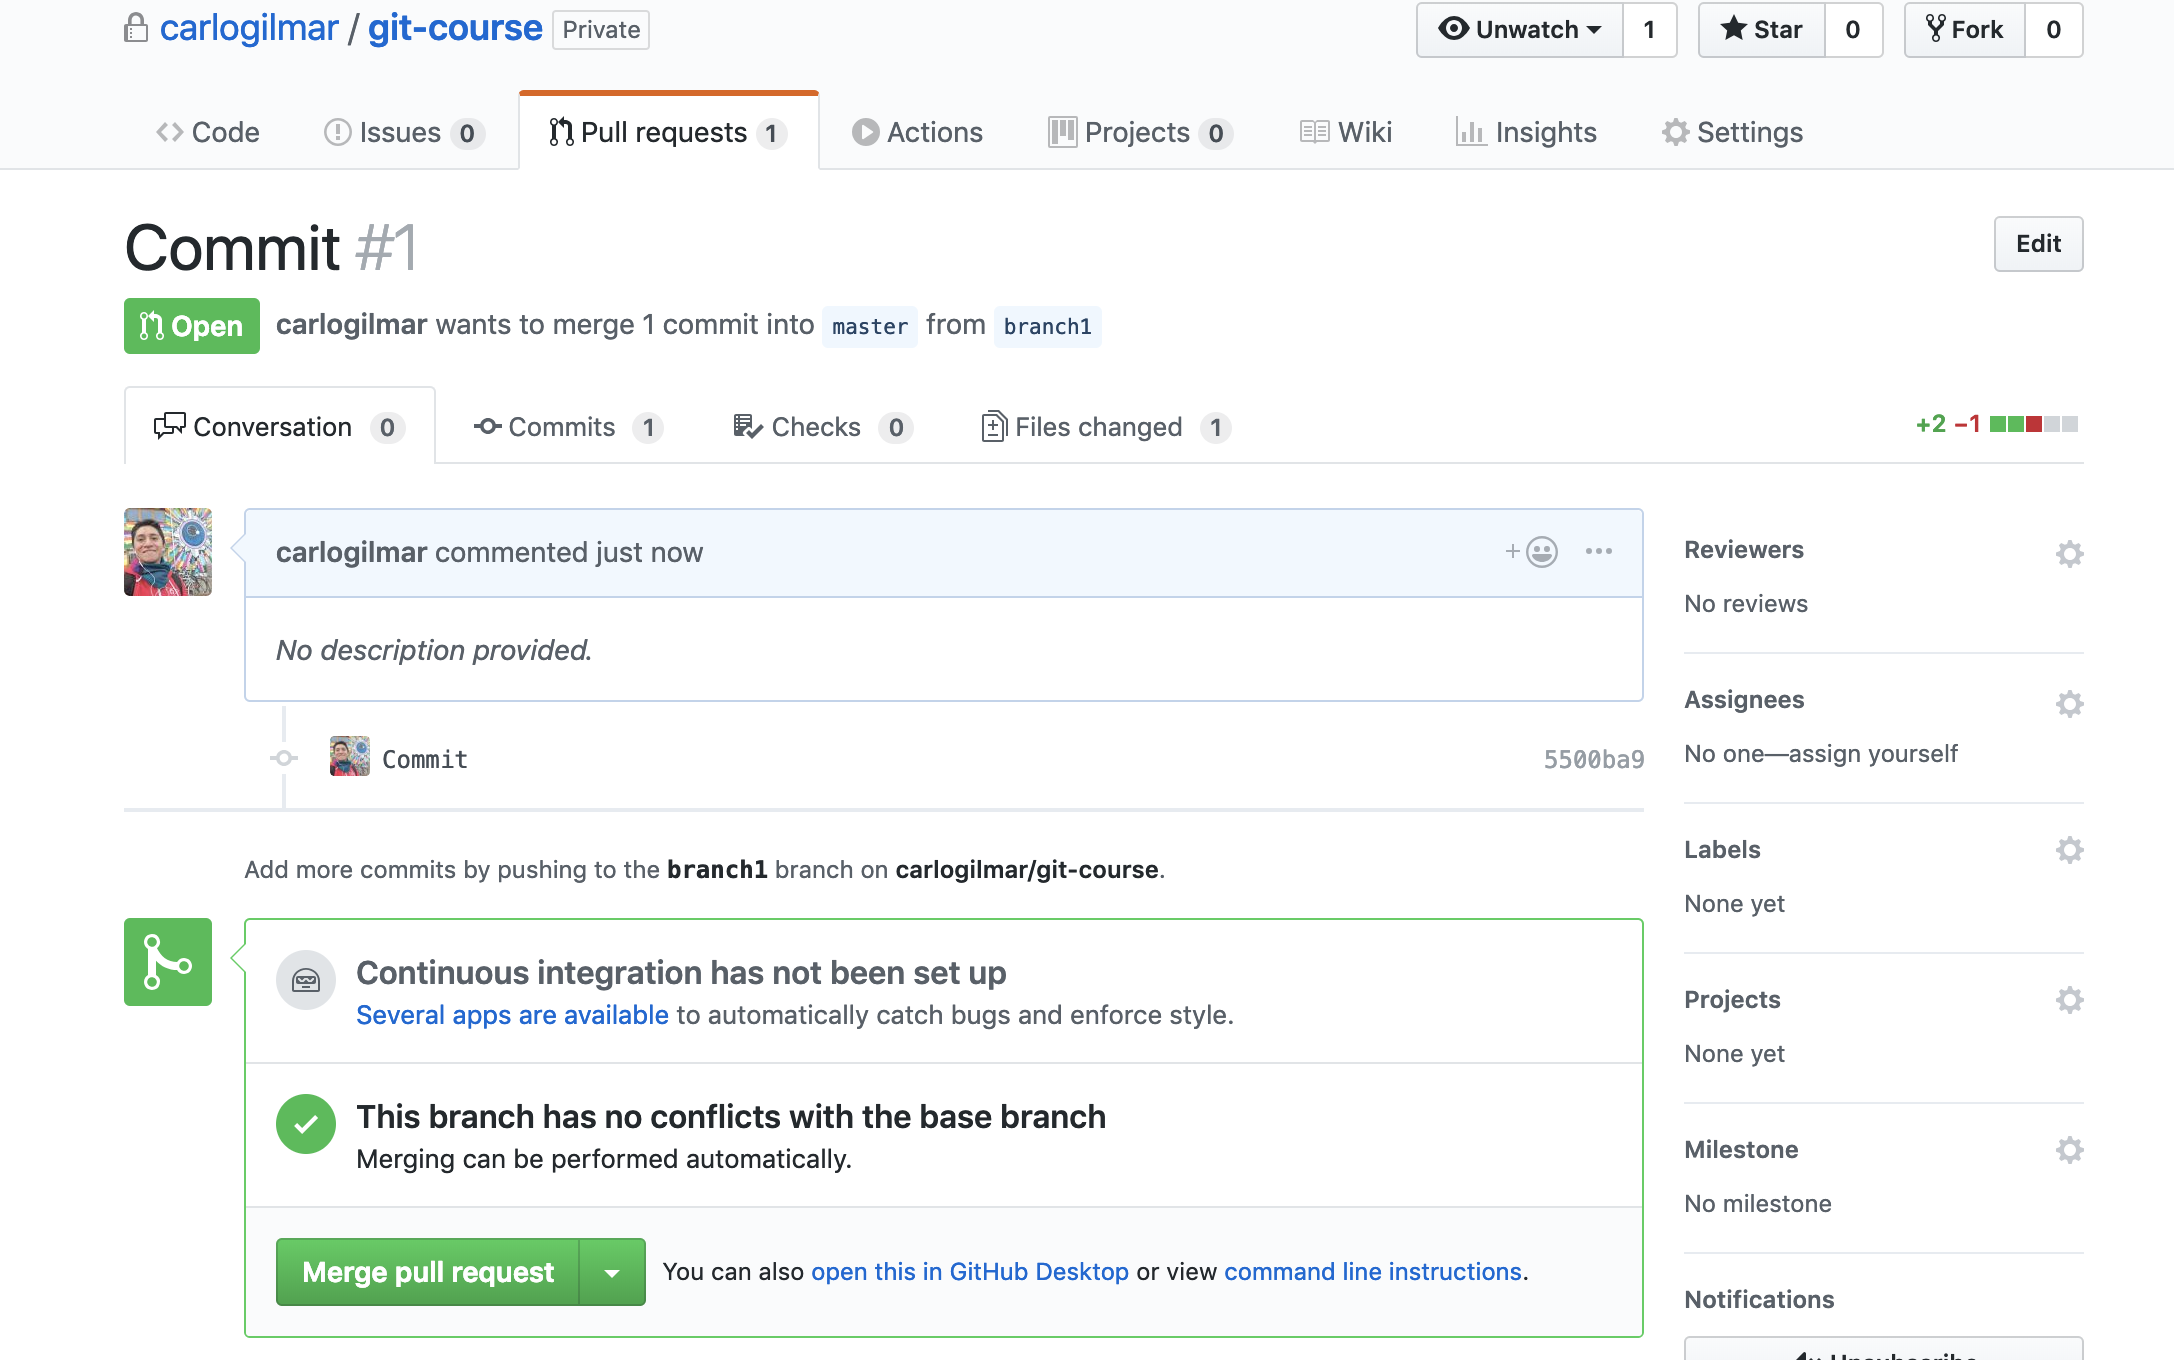 carlogilmar / git-course Private Unwatch 1 Star 0 Fork 0
Code Issues 0 Pull requests 1 Actions Projects 0 Wiki Insights Settings
Commit #1 Edit
Open carlogilmar wants to merge 1 commit into master from branch1
Conversation 0 Commits 1 Checks 0 Files changed 1 +2 −1
carlogilmar commented just now
No description provided.
Commit 5500ba9
Add more commits by pushing to the branch1 branch on carlogilmar/git-course.
Continuous integration has not been set up
Several apps are available to automatically catch bugs and enforce style.
This branch has no conflicts with the base branch
Merging can be performed automatically.
Merge pull request You can also open this in GitHub Desktop or view command line instructions.
Reviewers
No reviews
Assignees
No one—assign yourself
Labels
None yet
Projects
None yet
Milestone
No milestone
Notifications
Unsubscribe